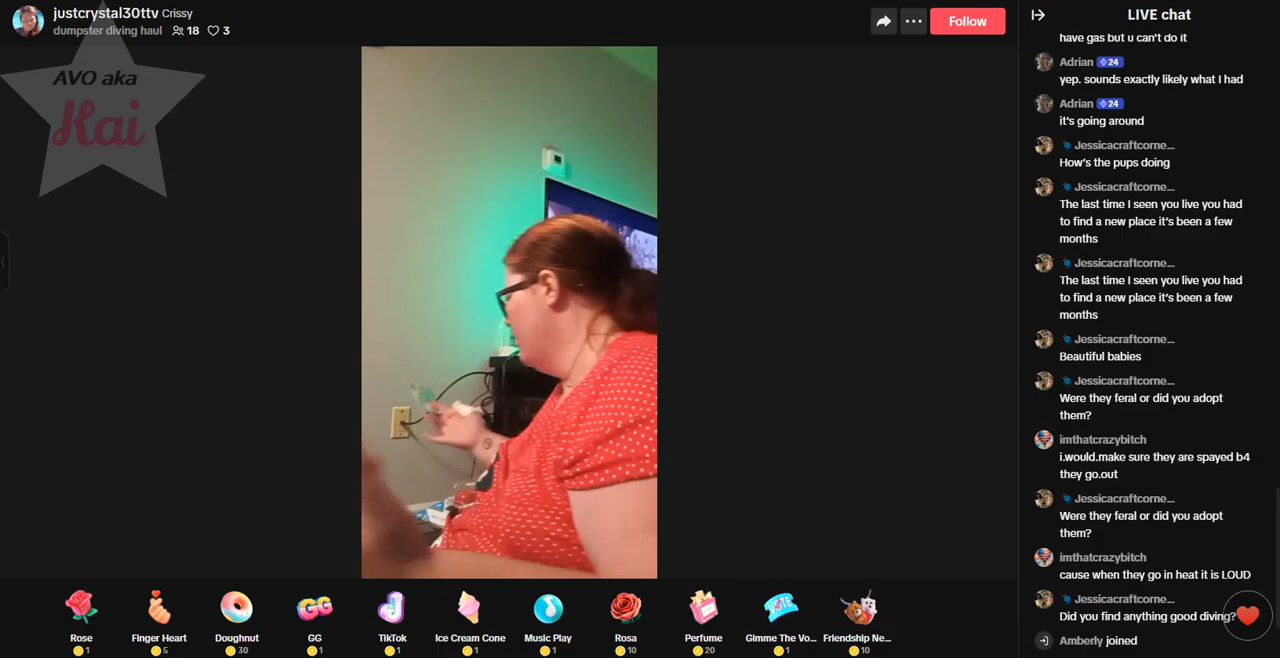 justcrystal30ttv Crissy
dumpster diving haul 18 3
Follow
AVO aka
Kai
LIVE chat
have gas but u can't do it
Adrian 24
yep. sounds exactly likely what I had
Adrian 24
it's going around
Jessicacraftcorne...
How's the pups doing
Jessicacraftcorne...
The last time I seen you live you had
to find a new place it's been a few
months
Jessicacraftcorne...
The last time I seen you live you had
to find a new place it's been a few
months
Jessicacraftcorne...
Beautiful babies
Jessicacraftcorne...
Were they feral or did you adopt
them?
imthatcrazybitch
i.would.make sure they are spayed b4
they go.out
Jessicacraftcorne...
Were they feral or did you adopt
them?
imthatcrazybitch
cause when they go in heat it is LOUD
Jessicacraftcorne...
Did you find anything good diving?
Amberly joined
GG
VOTE
Rose
Finger Heart
Doughnut
GG
TikTok
Ice Cream Cone
Music Play
Rosa
Perfume
GImme The Vo...
Friendship Ne...
1
5
30
1
1
1
1
10
20
1
10